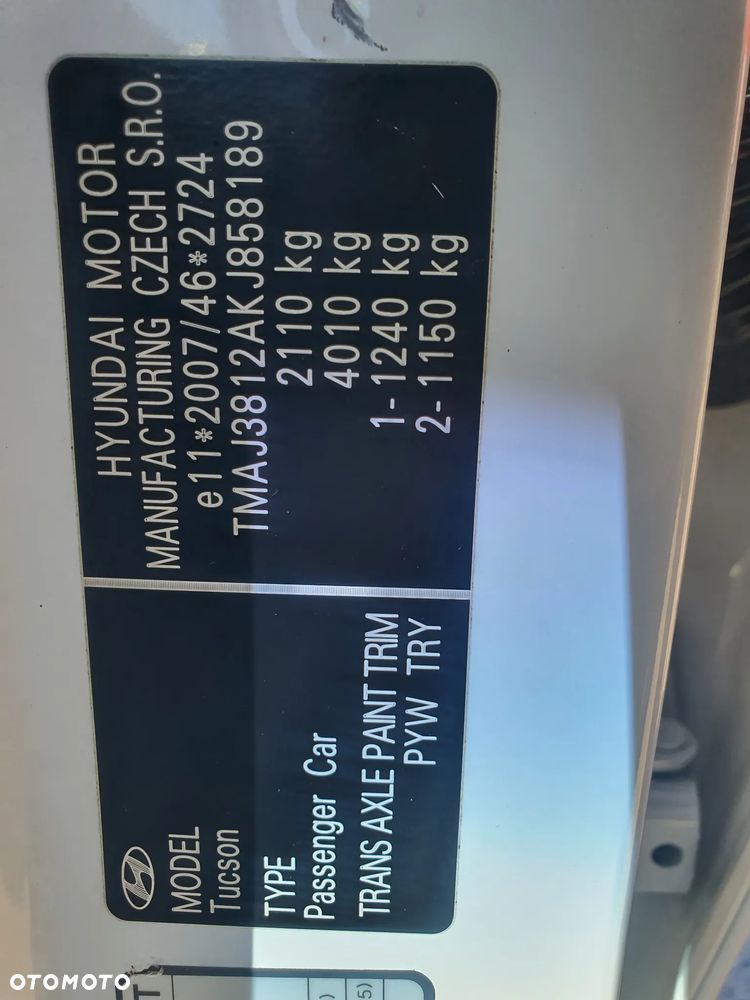 MODEL
Tucson
TYPE
Passenger Car
TRANS AXLE PAINT TRIM
PYW TRY
HYUNDAI MOTOR
MANUFACTURING CZECH S.R.O.
e11*2007/46*2724
TMAJ3812AKJ858189
2110 kg
4010 kg
1-1240 kg
2-1150 kg
OTOMOTO